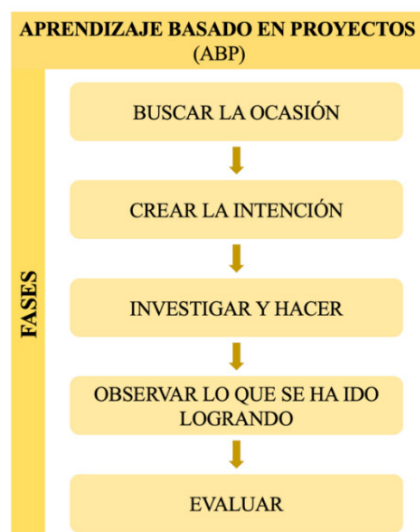 APRENDIZAJE BASADO EN PROYECTOS
(ABP)
FASES
BUSCAR LA OCASIÓN
CREAR LA INTENCIÓN
INVESTIGAR Y HACER
OBSERVAR LO QUE SE HA IDO
LOGRANDO
EVALUAR